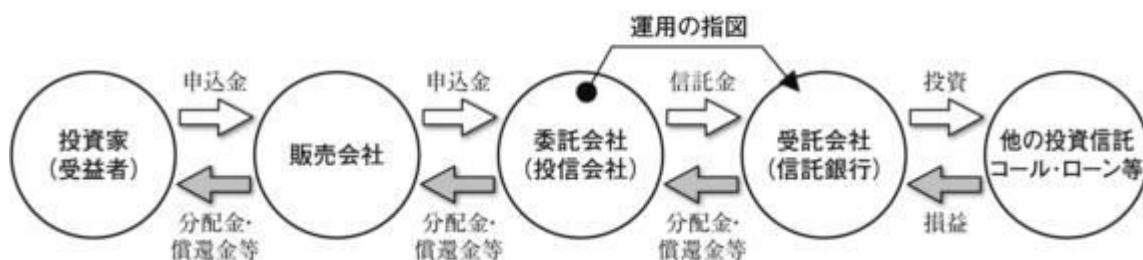 運用の指図
申込金
申込金
信託金
投資
投資家
(受益者)
販売会社
委託会社
(投信会社)
受託会社
(信託銀行)
他の投資信託
コール・ローン等
分配金・
償還金等
分配金・
償還金等
分配金・
償還金等
損益